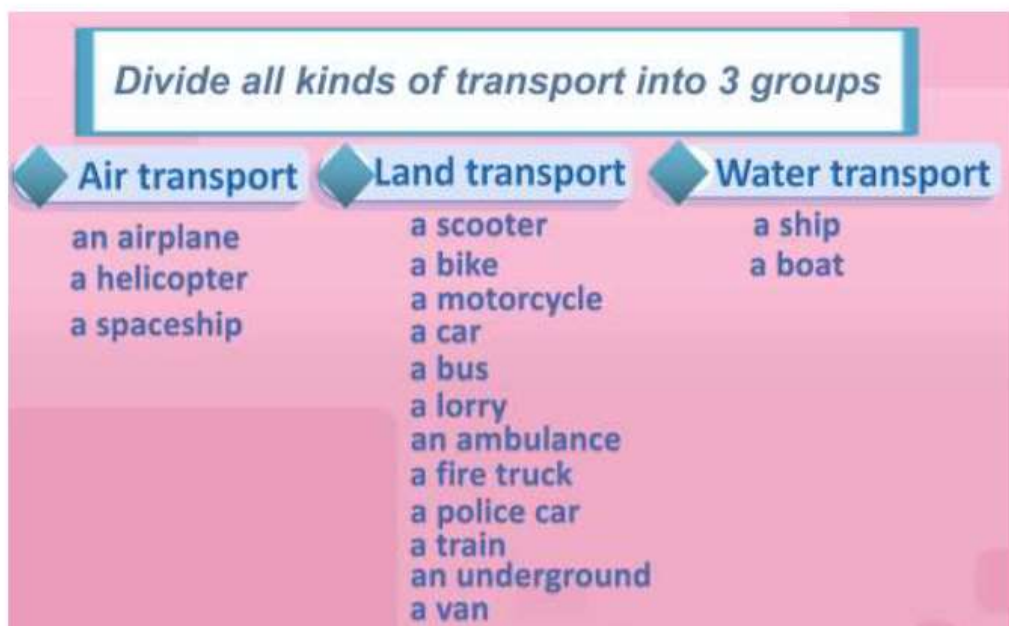 Divide all kinds of transport into 3 groups
Air transport
an airplane
a helicopter
a spaceship
Land transport
a scooter
a bike
a motorcycle
a car
a bus
a lorry
an ambulance
a fire truck
a police car
a train
an underground
a van
Water transport
a ship
a boat